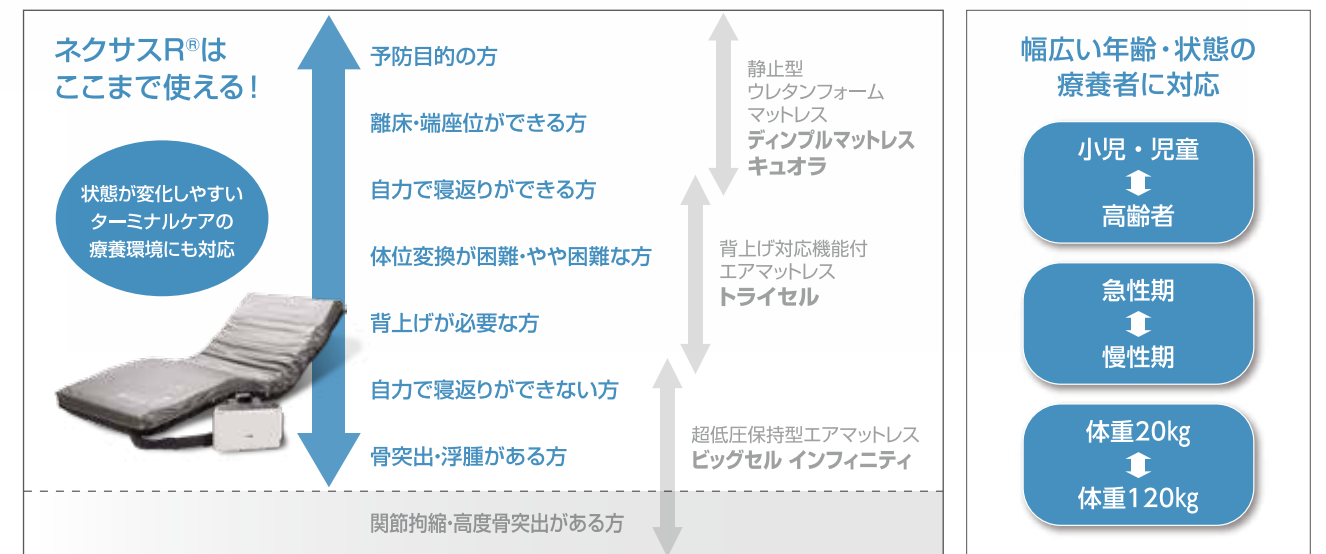 ネクサスR®は
ここまで使える！
状態が変化しやすい
ターミナルケアの
療養環境にも対応
予防目的の方
離床・端座位ができる方
自力で寝返りができる方
体位変換が困難・やや困難な方
背上げが必要な方
自力で寝返りができない方
骨突出・浮腫がある方
関節拘縮・高度骨突出がある方
静止型
ウレタンフォーム
マットレス
ディンプルマットレス
キュオラ
背上げ対応機能付
エアマットレス
トライセル
超低圧保持型エアマットレス
ビッグセル インフィニティ
幅広い年齢・状態の
療養者に対応
小児・児童
高齢者
急性期
慢性期
体重20kg
体重120kg